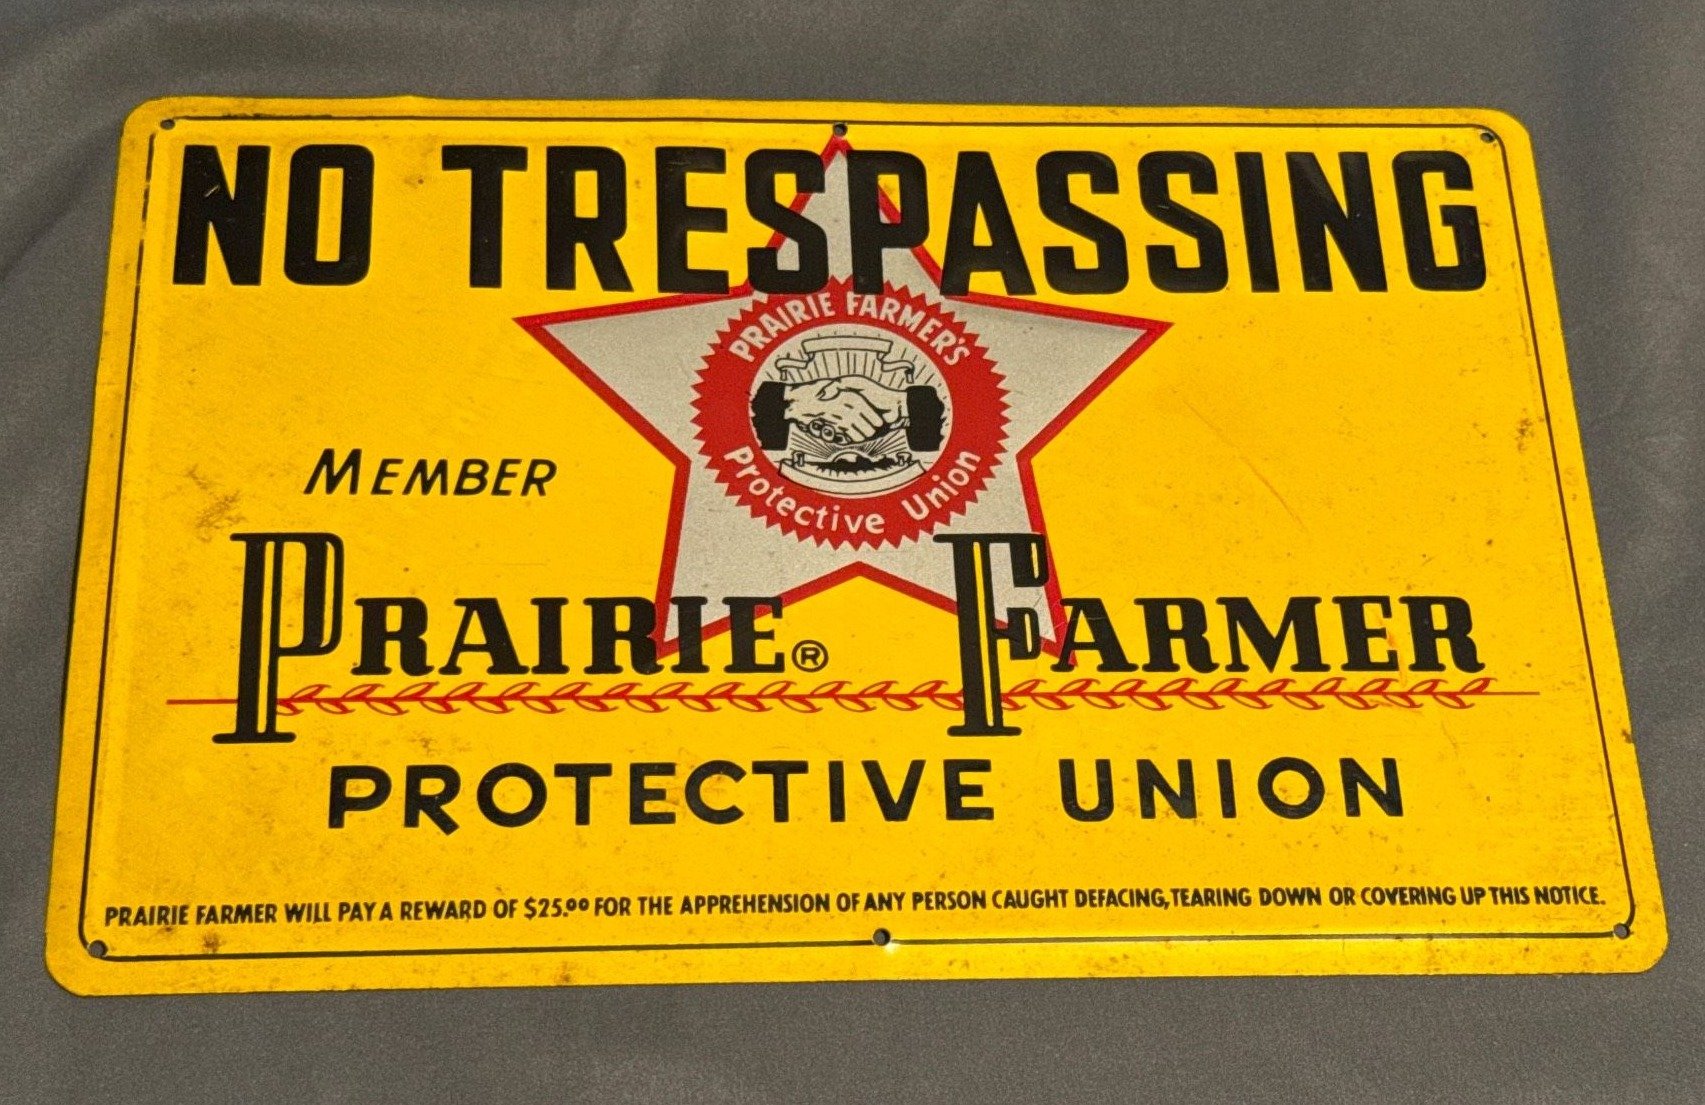 NO TRESPASSING
PRAIRIE FARMER'S
Protective Union
MEMBER
PRAIRIE® FARMER
PROTECTIVE UNION
PRAIRIE FARMER WILL PAY A REWARD OF $25.00 FOR THE APPREHENSION OF ANY PERSON CAUGHT DEFACING, TEARING DOWN OR COVERING UP THIS NOTICE.